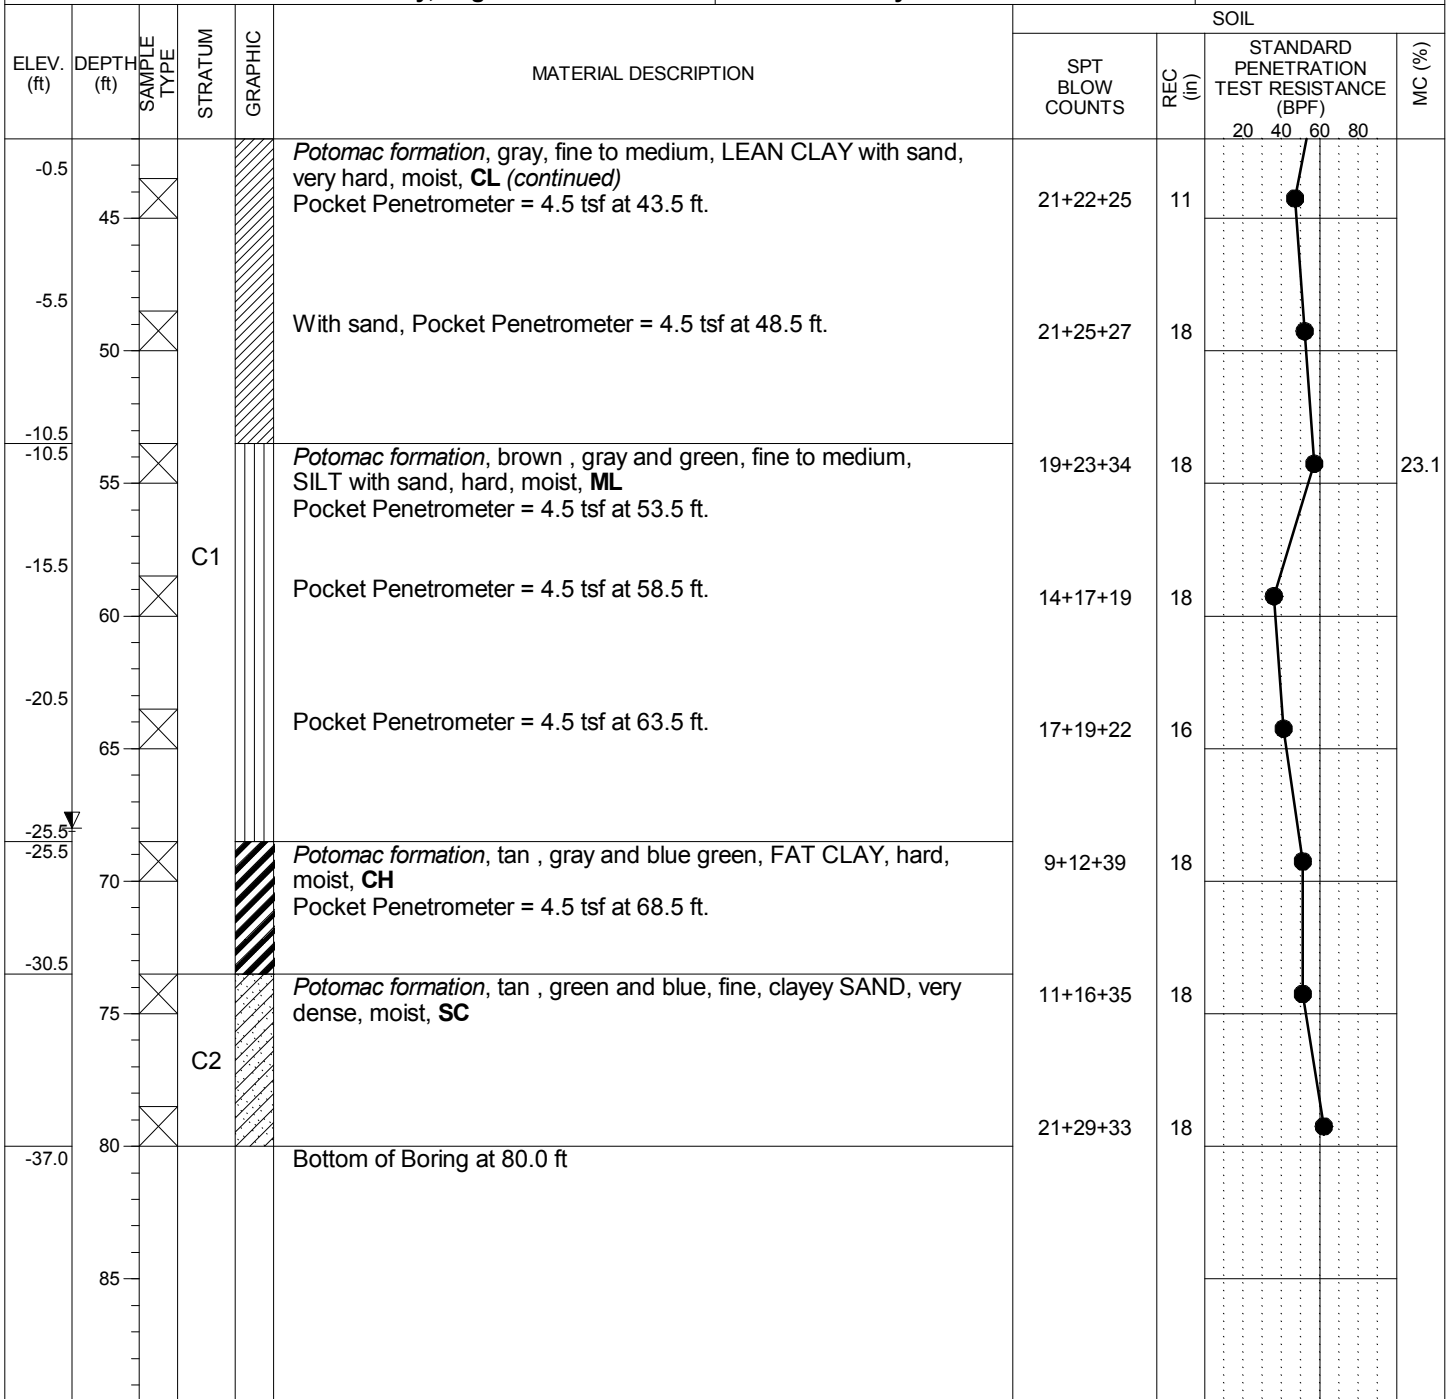 SOIL
ELEV. (ft)
DEPTH (ft)
SAMPLE TYPE
STRATUM
GRAPHIC
MATERIAL DESCRIPTION
SPT BLOW COUNTS
REC (in)
STANDARD PENETRATION TEST RESISTANCE (BPF)
20 40 60 80
MC (%)
Potomac formation, gray, fine to medium, LEAN CLAY with sand,
-0.5
very hard, moist, CL (continued)
Pocket Penetrometer = 4.5 tsf at 43.5 ft.
21+22+25 11
45
-5.5
With sand, Pocket Penetrometer = 4.5 tsf at 48.5 ft.
21+25+27 18
50
-10.5
-10.5
Potomac formation, brown , gray and green, fine to medium,
19+23+34 18 23.1
SILT with sand, hard, moist, ML
55
Pocket Penetrometer = 4.5 tsf at 53.5 ft.
C1
-15.5
Pocket Penetrometer = 4.5 tsf at 58.5 ft.
14+17+19 18
60
-20.5
Pocket Penetrometer = 4.5 tsf at 63.5 ft.
17+19+22 16
65
-25.5
-25.5
Potomac formation, tan , gray and blue green, FAT CLAY, hard,
9+12+39 18
moist, CH
70
Pocket Penetrometer = 4.5 tsf at 68.5 ft.
-30.5
Potomac formation, tan , green and blue, fine, clayey SAND, very
11+16+35 18
dense, moist, SC
75
C2
21+29+33 18
80
-37.0
Bottom of Boring at 80.0 ft
85